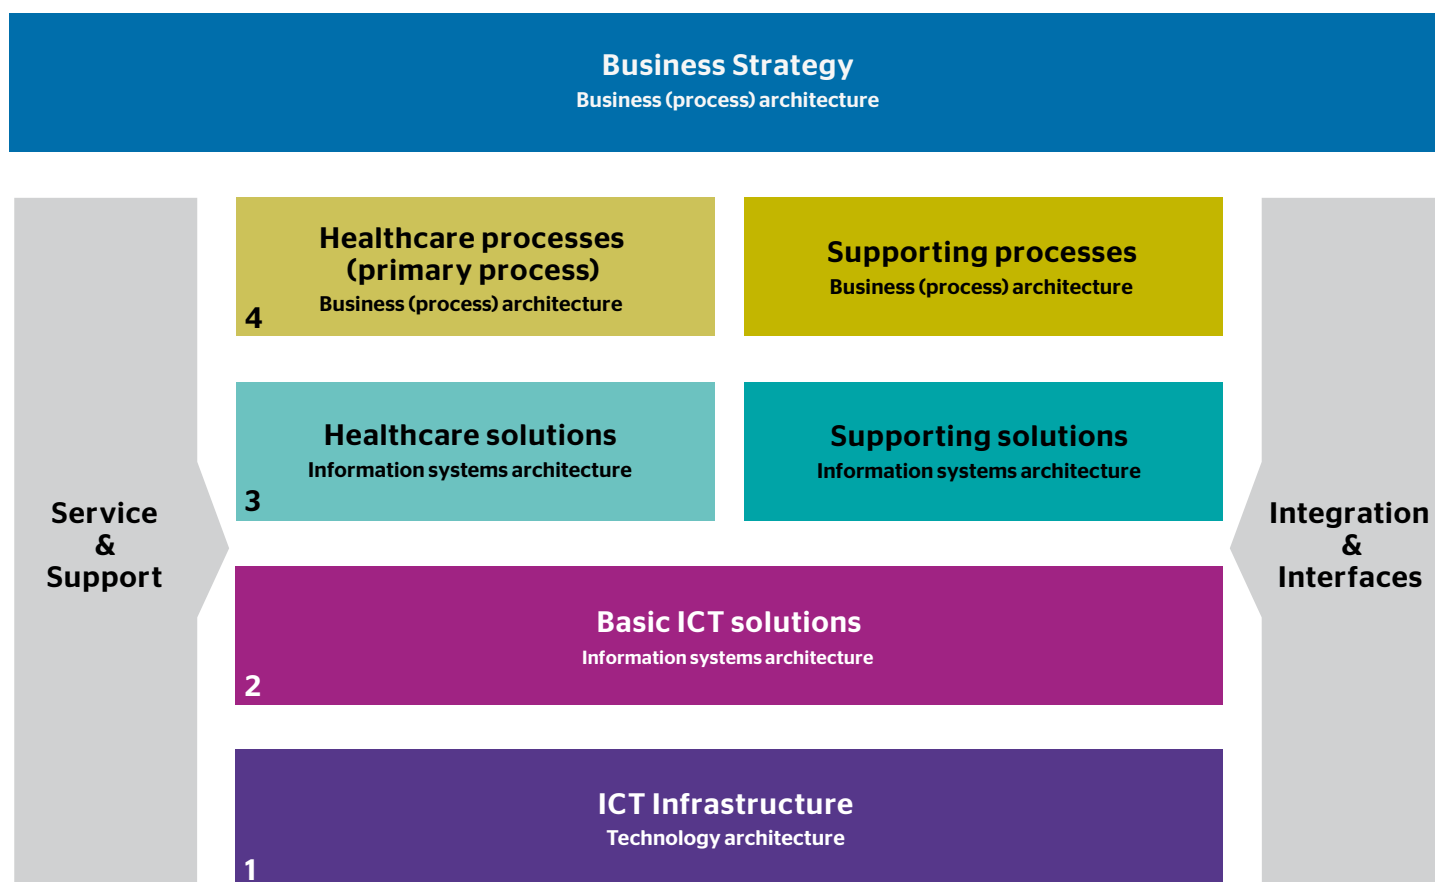 Business Strategy
Business (process) architecture
Healthcare processes
(primary process)
Business (process) architecture
4
Supporting processes
Business (process) architecture
Healthcare solutions
Information systems architecture
3
Supporting solutions
Information systems architecture
Service
&
Support
Integration
&
Interfaces
Basic ICT solutions
Information systems architecture
2
ICT Infrastructure
Technology architecture
1